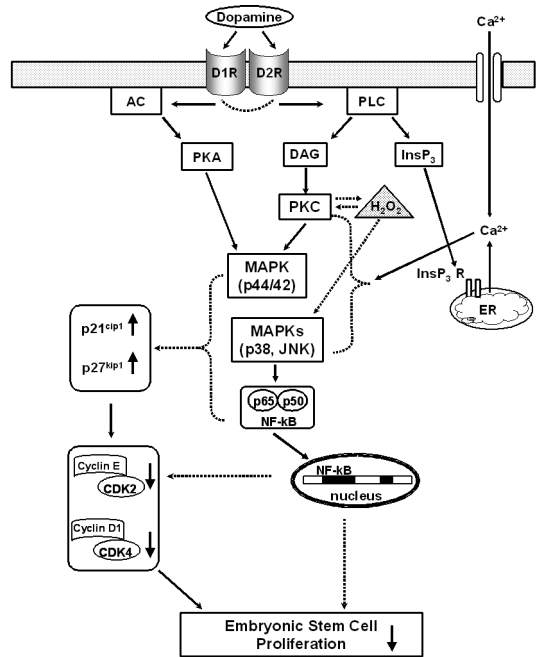 Dopamine
Ca²⁺
D1R
D2R
AC
PLC
PKA
DAG
InsP₃
PKC
H₂O₂
Ca²⁺
MAPK
(p44/42)
InsP₃ R
ER
p21ᶜⁱᵖ¹
p27ᵏⁱᵖ¹
MAPKs
(p38, JNK)
p65
p50
NF-kB
Cyclin E
CDK2
NF-kB
nucleus
Cyclin D1
CDK4
Embryonic Stem Cell
Proliferation